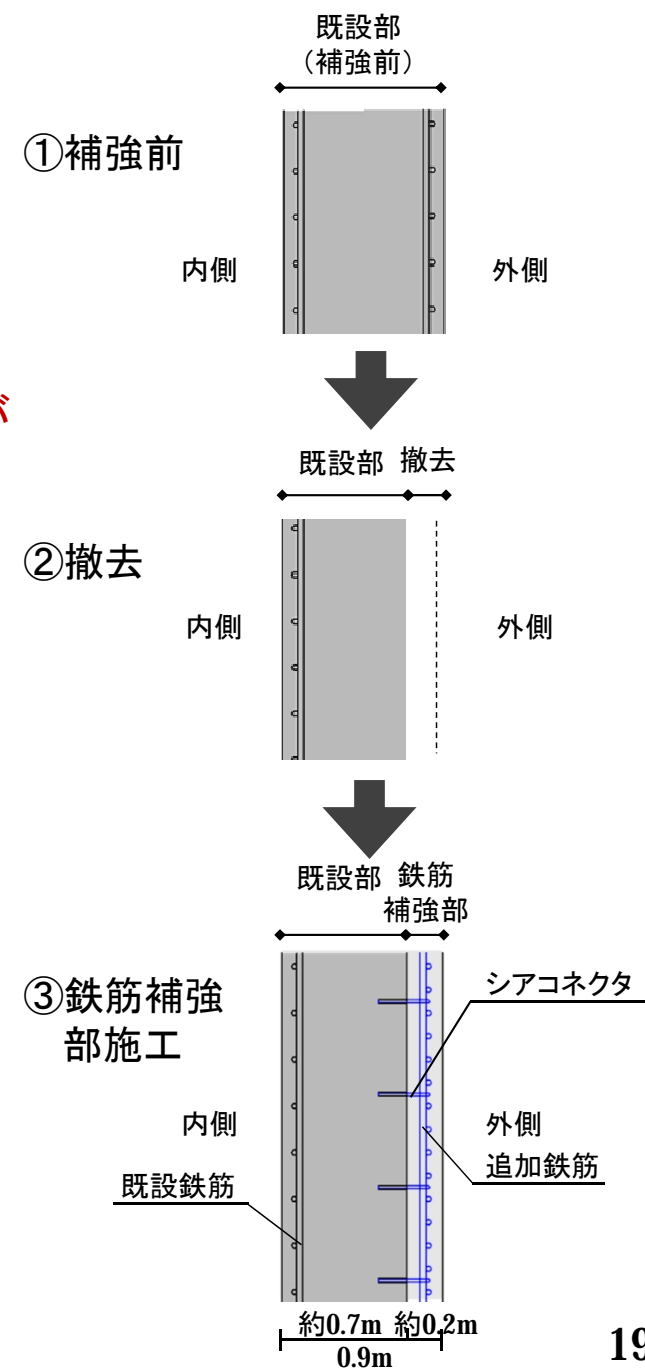 既設部
（補強前）
①補強前
内側
外側
が
既設部 撤去
②撤去
内側
外側
既設部 鉄筋
補強部
③鉄筋補強
部施工
シアコネクタ
内側
外側
追加鉄筋
既設鉄筋
約0.7m 約0.2m
0.9m
19